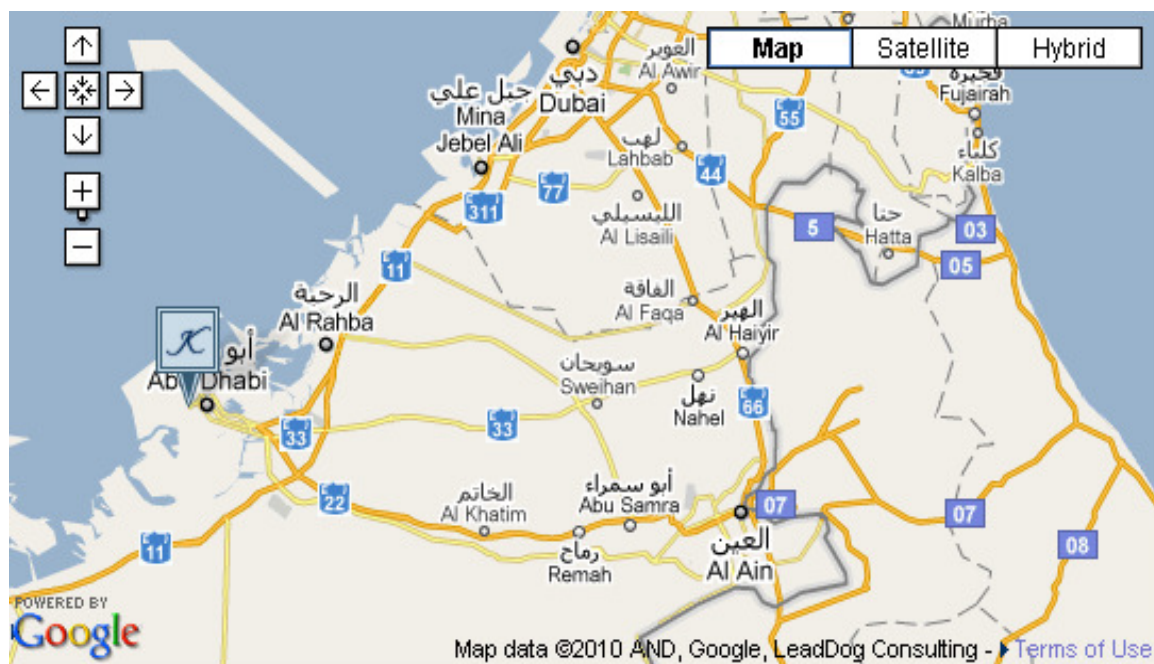 Murba
Map
Satellite
Hybrid
العوير
Al Awir
دبي
Dubai
55
فجيرة
Fujairah
جبل علي
Mina
Jebel Ali
لهب
Lahbab
كلباء
Kalba
44
77
311
الليسيلي
Al Lisaili
5
حتا
Hatta
03
05
11
الرحبة
Al Rahba
الفاقة
Al Faqa
الهير
Al Haiyir
K
أبو
Abu Dhabi
سويحان
Sweihan
نهل
Nahel
66
33
33
22
الخاتم
Al Khatim
أبو سمراء
Abu Samra
07
07
رماح
Remah
العين
Al Ain
08
11
POWERED BY
Google
Map data ©2010 AND, Google, LeadDog Consulting - Terms of Use